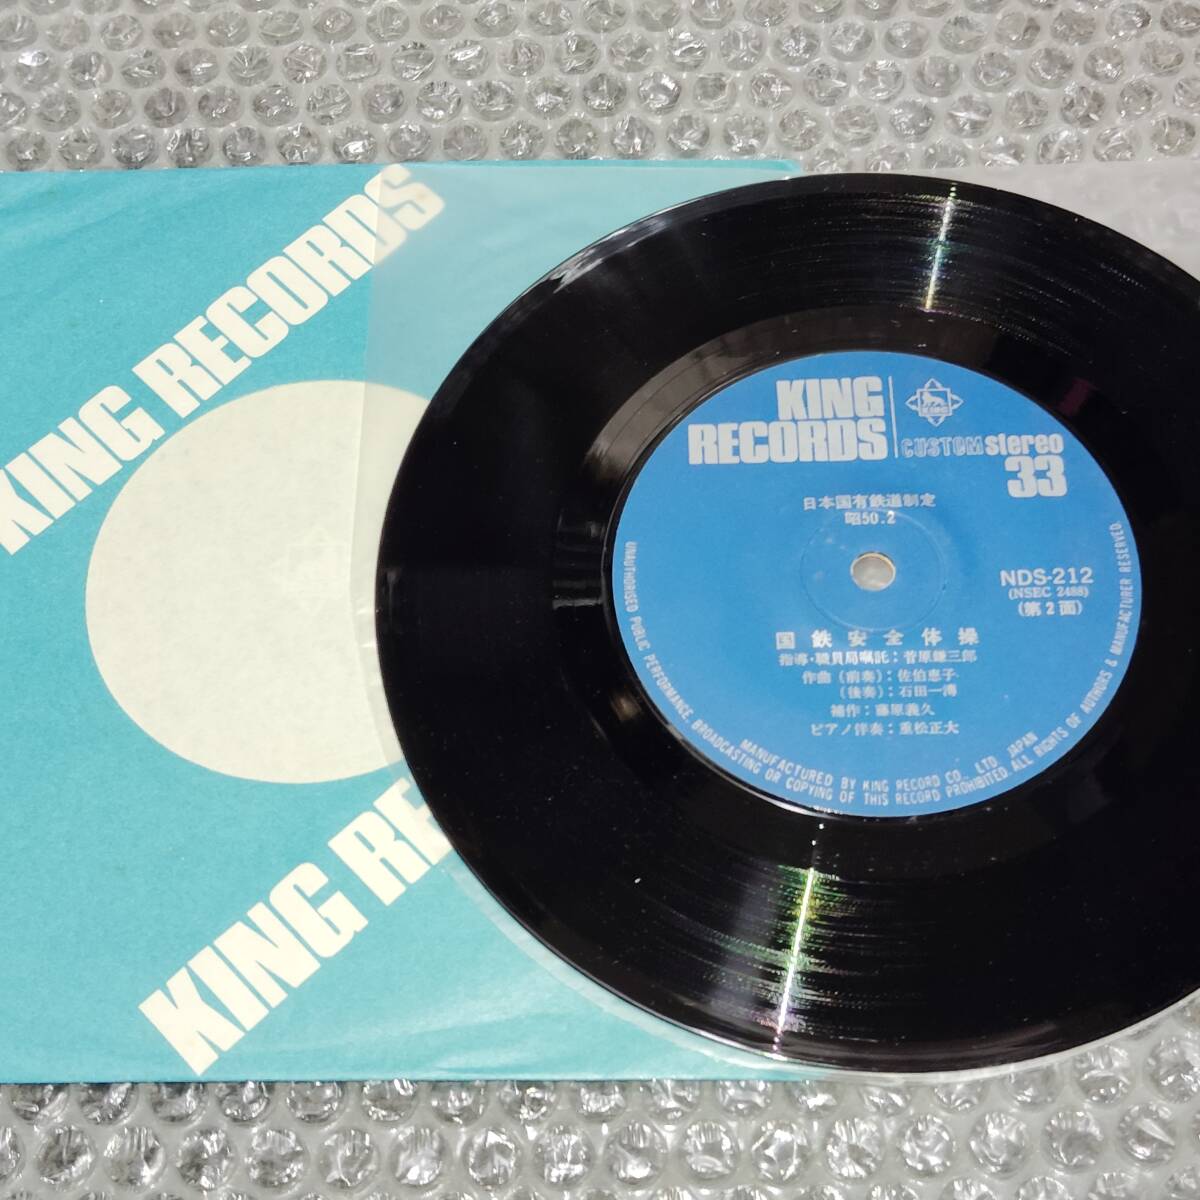 KING RECORDS
KING RE
KING
RECORDS
KING
CUSTOM stereo
33
日本国有鉄道制定
昭50.2
NDS-212
(NSEC 2488)
(第2面)
国鉄安全体操
指導・職員局嘱託:菅原鎌三郎
作曲(前奏):佐伯恵子
(後奏):石田一
補作:藤原義久
ピアノ伴奏:重松正大
MANUFACTURED BY KING RECORD CO., LTD. JAPAN
UNAUTHORISED PUBLIC PERFORMANCE, BROADCASTING OR COPYING OF THIS RECORD PROHIBITED. ALL RIGHTS OF AUTHORS & MANUFACTURER RESERVED.